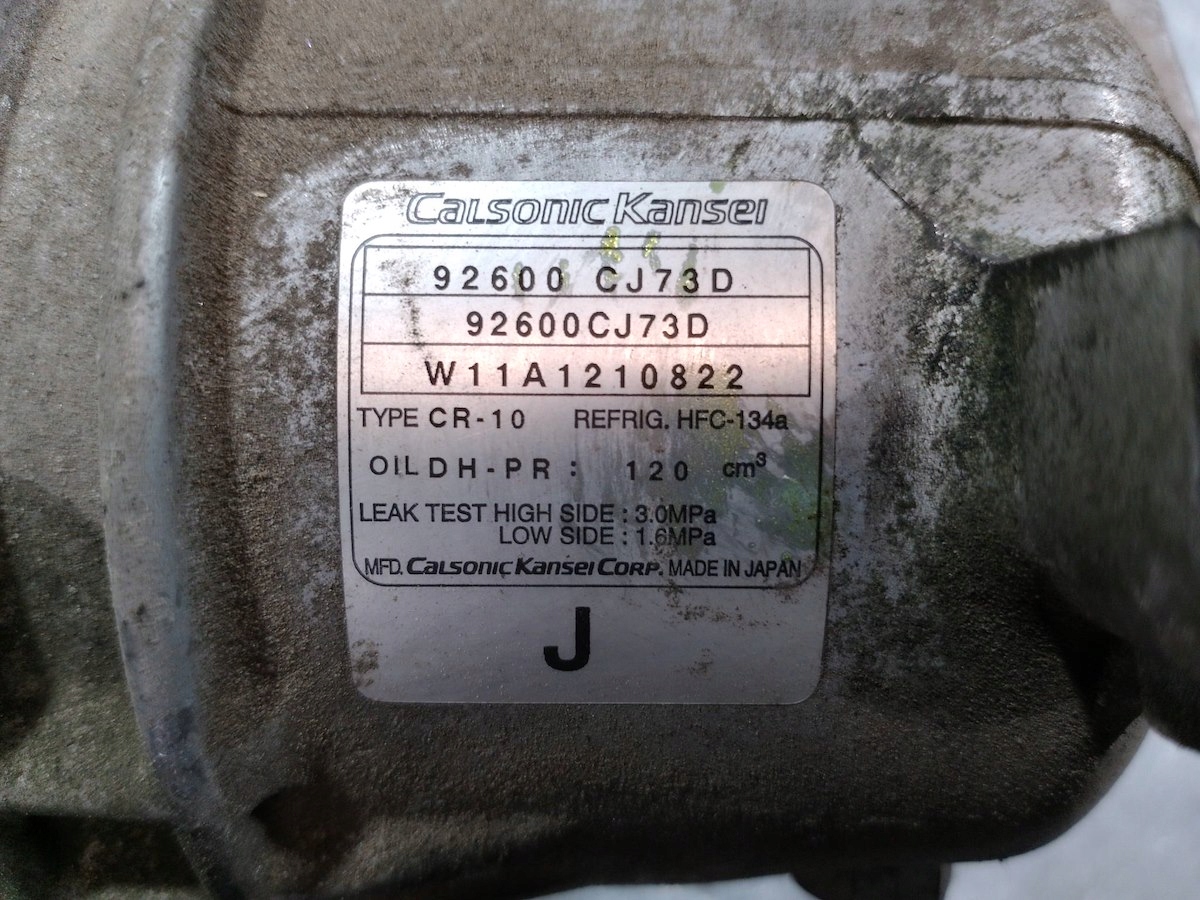 Calsonic Kansei
92600 CJ73D
92600CJ73D
W11A1210822
TYPE CR-10 REFRIG. HFC-134a
OIL DH-PR: 120 cm³
LEAK TEST HIGH SIDE : 3.0MPa
LOW SIDE : 1.6MPa
MFD. Calsonic Kansei Corp. MADE IN JAPAN
J